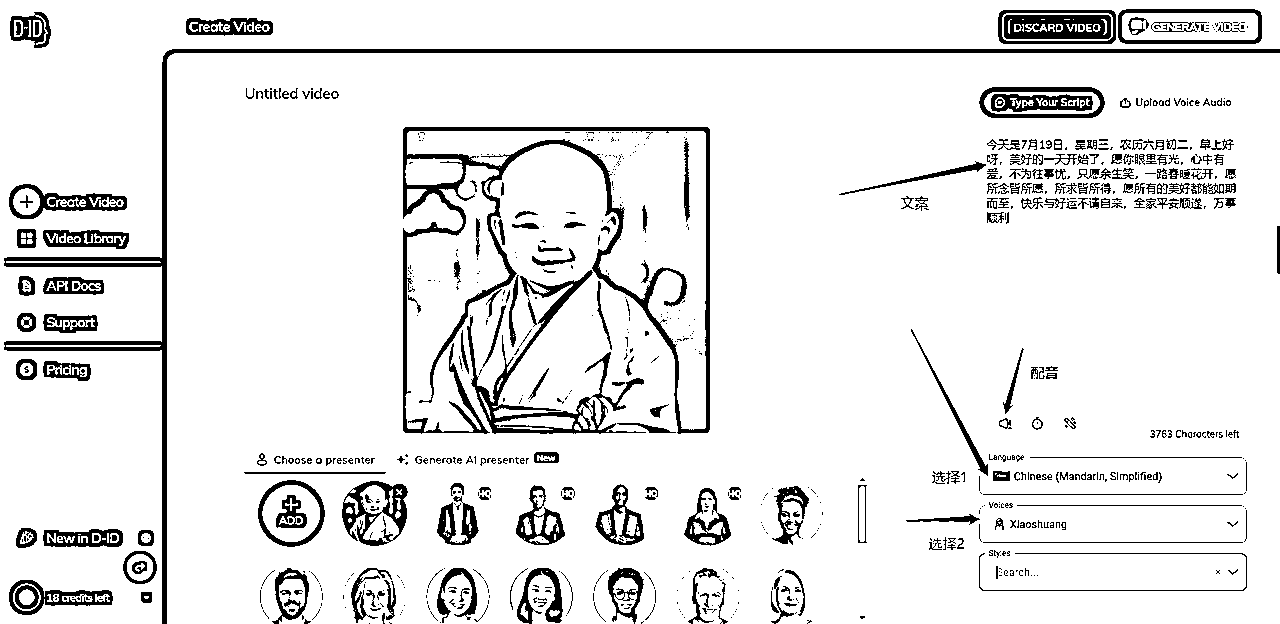 D-ID
Create Video
DISCARD VIDEO
GENERATE VIDEO
Untitled video
Type Your Script
Upload Voice Audio
今天是7月19日，星期三，农历六月初二，早上好
呀，美好的一天开始了，愿你眼里有光，心中有
爱，不为往事忧，只愿余生笑，一路春暖花开，愿
所念皆所愿，所求皆所得，愿所有的美好都能如期
而至，快乐与好运不请自来，全家平安顺遂，万事
顺利
文案
Create Video
Video Library
API Docs
Support
Pricing
配音
3763 Characters left
Choose a presenter
Generate AI presenter New
Language
选择1
Chinese (Mandarin, Simplified)
ADD
HQ
HQ
HQ
HQ
Voices
Xiaoshuang
选择2
Styles
Search...
New in D-ID
18 credits left